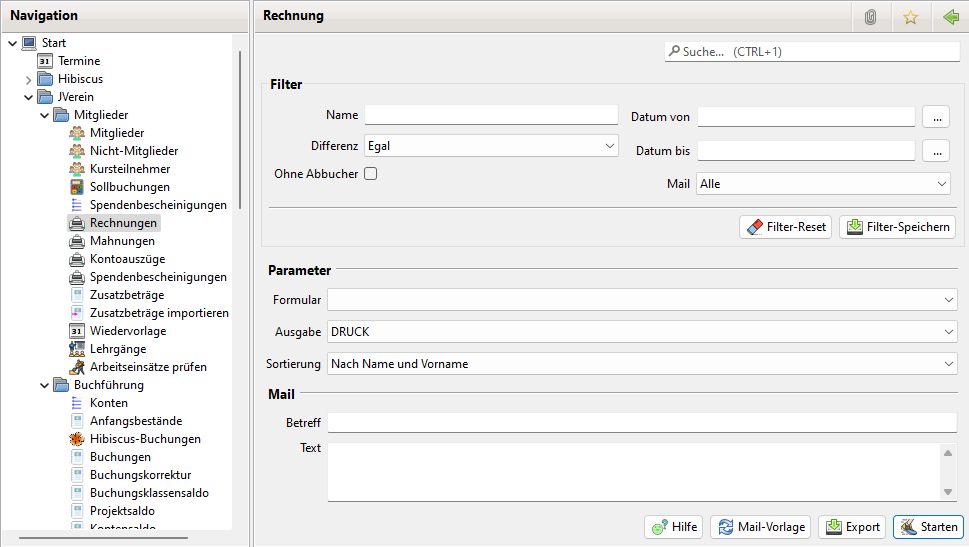 Navigation
Start
31 Termine
Hibiscus
JVerein
Mitglieder
Mitglieder
Nicht-Mitglieder
Kursteilnehmer
Sollbuchungen
Spendenbescheinigungen
Rechnungen
Mahnungen
Kontoauszüge
Spendenbescheinigungen
Zusatzbeträge
Zusatzbeträge importieren
31 Wiedervorlage
Lehrgänge
Arbeitseinsätze prüfen
Buchführung
Konten
Anfangsbestände
Hibiscus-Buchungen
Buchungen
Buchungskorrektur
Buchungsklassensaldo
Projektsaldo
Kontensaldo
Rechnung
Suche... (CTRL+1)
Filter
Name
Datum von ...
Differenz Egal
Datum bis ...
Ohne Abbucher
Mail Alle
Filter-Reset Filter-Speichern
Parameter
Formular
Ausgabe DRUCK
Sortierung Nach Name und Vorname
Mail
Betreff
Text
Hilfe Mail-Vorlage Export Starten